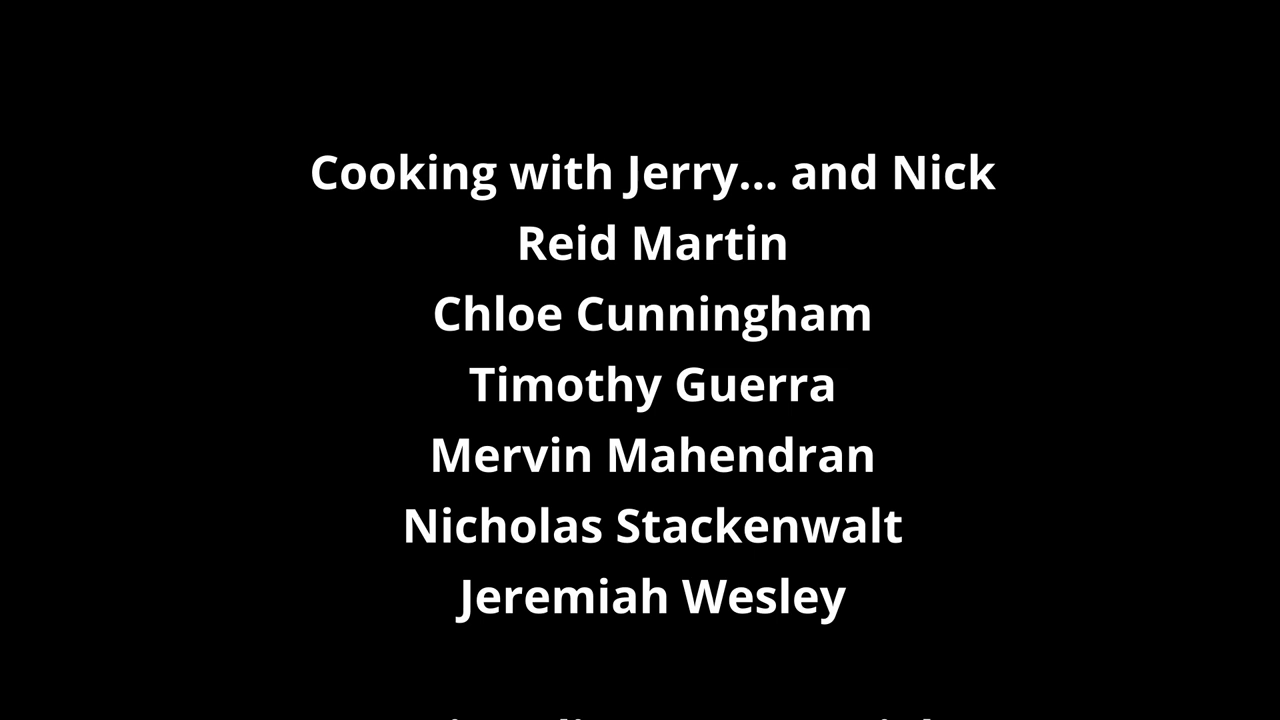 Cooking with Jerry... and Nick
Reid Martin
Chloe Cunningham
Timothy Guerra
Mervin Mahendran
Nicholas Stackenwalt
Jeremiah Wesley